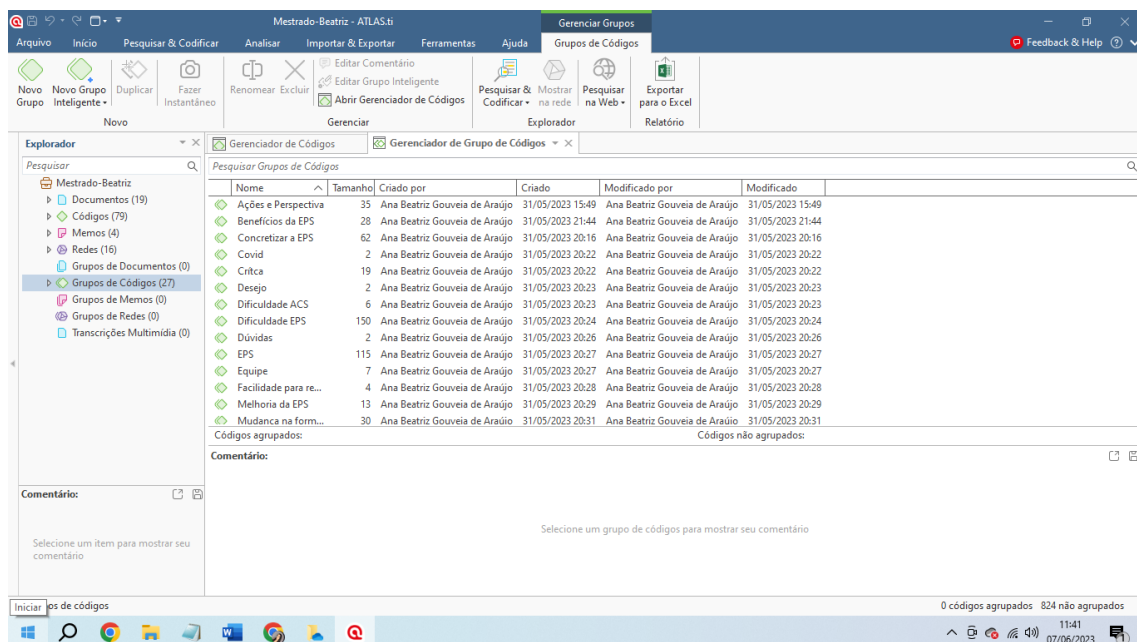 Mestrado-Beatriz - ATLAS.ti
Gerenciar Grupos
Arquivo Início Pesquisar & Codificar Analisar Importar & Exportar Ferramentas Ajuda Grupos de Códigos Feedback & Help
Novo Grupo
Novo Grupo Inteligente
Duplicar
Fazer Instantâneo
Novo
Renomear Excluir
Editar Comentário
Editar Grupo Inteligente
Abrir Gerenciador de Códigos
Gerenciar
Pesquisar & Codificar
Mostrar na rede
Pesquisar na Web
Explorador
Exportar para o Excel
Relatório
Explorador
Pesquisar
Mestrado-Beatriz
Documentos (19)
Códigos (79)
Memos (4)
Redes (16)
Grupos de Documentos (0)
Grupos de Códigos (27)
Grupos de Memos (0)
Grupos de Redes (0)
Transcrições Multimídia (0)
Comentário:
Selecione um item para mostrar seu
comentário
Gerenciador de Códigos Gerenciador de Grupo de Códigos
Pesquisar Grupos de Códigos
Nome Tamanho Criado por Criado Modificado por Modificado
Ações e Perspectiva 35 Ana Beatriz Gouveia de Araújo 31/05/2023 15:49 Ana Beatriz Gouveia de Araújo 31/05/2023 15:49
Benefícios da EPS 28 Ana Beatriz Gouveia de Araújo 31/05/2023 21:44 Ana Beatriz Gouveia de Araújo 31/05/2023 21:44
Concretizar a EPS 62 Ana Beatriz Gouveia de Araújo 31/05/2023 20:16 Ana Beatriz Gouveia de Araújo 31/05/2023 20:16
Covid 2 Ana Beatriz Gouveia de Araújo 31/05/2023 20:22 Ana Beatriz Gouveia de Araújo 31/05/2023 20:22
Crítca 19 Ana Beatriz Gouveia de Araújo 31/05/2023 20:22 Ana Beatriz Gouveia de Araújo 31/05/2023 20:22
Desejo 2 Ana Beatriz Gouveia de Araújo 31/05/2023 20:23 Ana Beatriz Gouveia de Araújo 31/05/2023 20:23
Dificuldade ACS 6 Ana Beatriz Gouveia de Araújo 31/05/2023 20:23 Ana Beatriz Gouveia de Araújo 31/05/2023 20:23
Dificuldade EPS 150 Ana Beatriz Gouveia de Araújo 31/05/2023 20:24 Ana Beatriz Gouveia de Araújo 31/05/2023 20:24
Dúvidas 2 Ana Beatriz Gouveia de Araújo 31/05/2023 20:26 Ana Beatriz Gouveia de Araújo 31/05/2023 20:26
EPS 115 Ana Beatriz Gouveia de Araújo 31/05/2023 20:27 Ana Beatriz Gouveia de Araújo 31/05/2023 20:27
Equipe 7 Ana Beatriz Gouveia de Araújo 31/05/2023 20:27 Ana Beatriz Gouveia de Araújo 31/05/2023 20:27
Facilidade para re... 4 Ana Beatriz Gouveia de Araújo 31/05/2023 20:28 Ana Beatriz Gouveia de Araújo 31/05/2023 20:28
Melhoria da EPS 13 Ana Beatriz Gouveia de Araújo 31/05/2023 20:29 Ana Beatriz Gouveia de Araújo 31/05/2023 20:29
Mudança na form... 30 Ana Beatriz Gouveia de Araújo 31/05/2023 20:31 Ana Beatriz Gouveia de Araújo 31/05/2023 20:31
Códigos agrupados: Códigos não agrupados:
Comentário:
Selecione um grupo de códigos para mostrar seu comentário
Iniciar os de códigos
0 códigos agrupados 824 não agrupados
11:41
07/06/2023